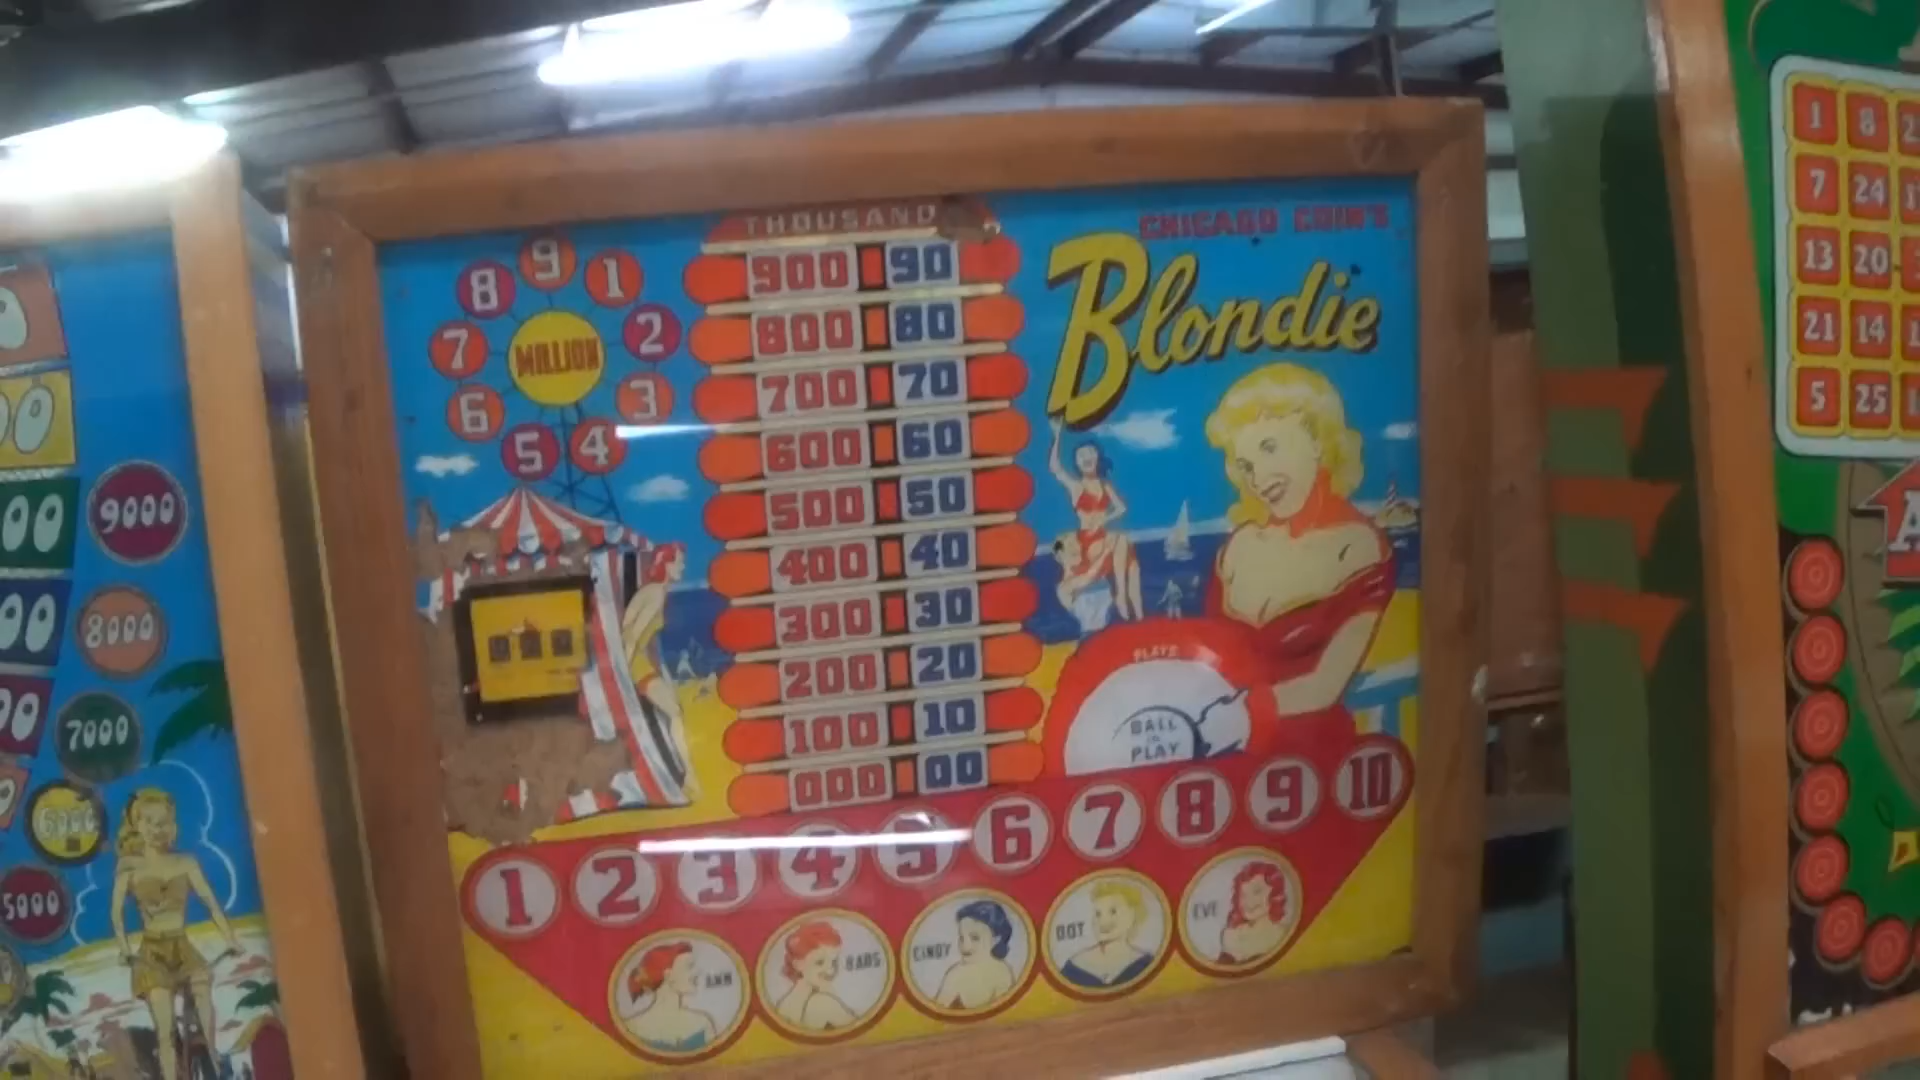 THOUSAND
CHICAGO COIN'S
Blondie
9
8
1
7
2
MILLION
6
3
5
4
900 90
800 80
700 70
600 60
500 50
400 40
300 30
200 20
100 10
000 00
PLAYS
BALL
IN
PLAY
1 2 3 4 5 6 7 8 9 10
ANN
BABS
CINDY
DOT
EVE
9000
8000
7000
6000
5000
1 8
7 24
13 20
21 14
5 25